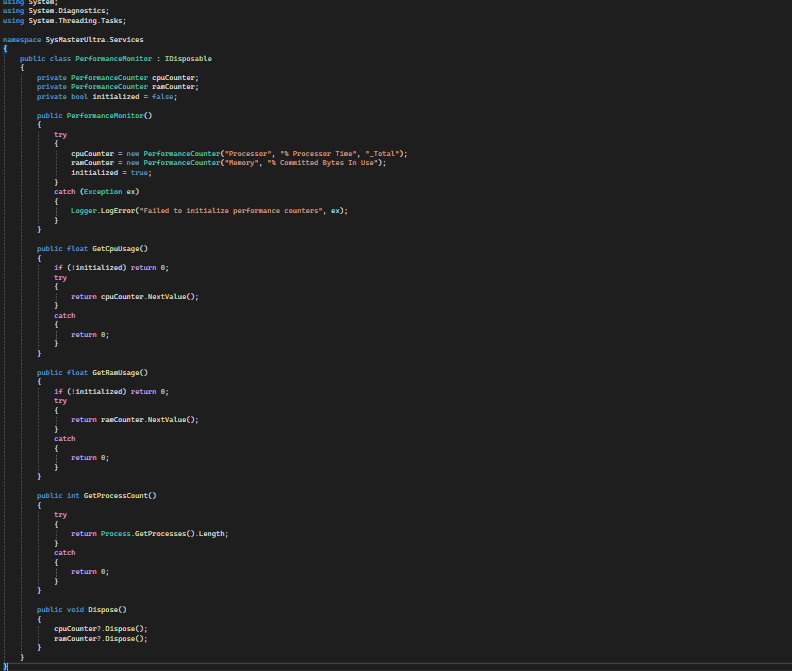 using System;
using System.Diagnostics;
using System.Threading.Tasks;
namespace SysMasterUltra.Services
{
public class PerformanceMonitor : IDisposable
{
private PerformanceCounter cpuCounter;
private PerformanceCounter ramCounter;
private bool initialized = false;
public PerformanceMonitor()
{
try
{
cpuCounter = new PerformanceCounter("Processor", "% Processor Time", "_Total");
ramCounter = new PerformanceCounter("Memory", "% Committed Bytes In Use");
initialized = true;
}
catch (Exception ex)
{
Logger.LogError("Failed to initialize performance counters", ex);
}
}
public float GetCpuUsage()
{
if (!initialized) return 0;
try
{
return cpuCounter.NextValue();
}
catch
{
return 0;
}
}
public float GetRamUsage()
{
if (!initialized) return 0;
try
{
return ramCounter.NextValue();
}
catch
{
return 0;
}
}
public int GetProcessCount()
{
try
{
return Process.GetProcesses().Length;
}
catch
{
return 0;
}
}
public void Dispose()
{
cpuCounter?.Dispose();
ramCounter?.Dispose();
}
}
}